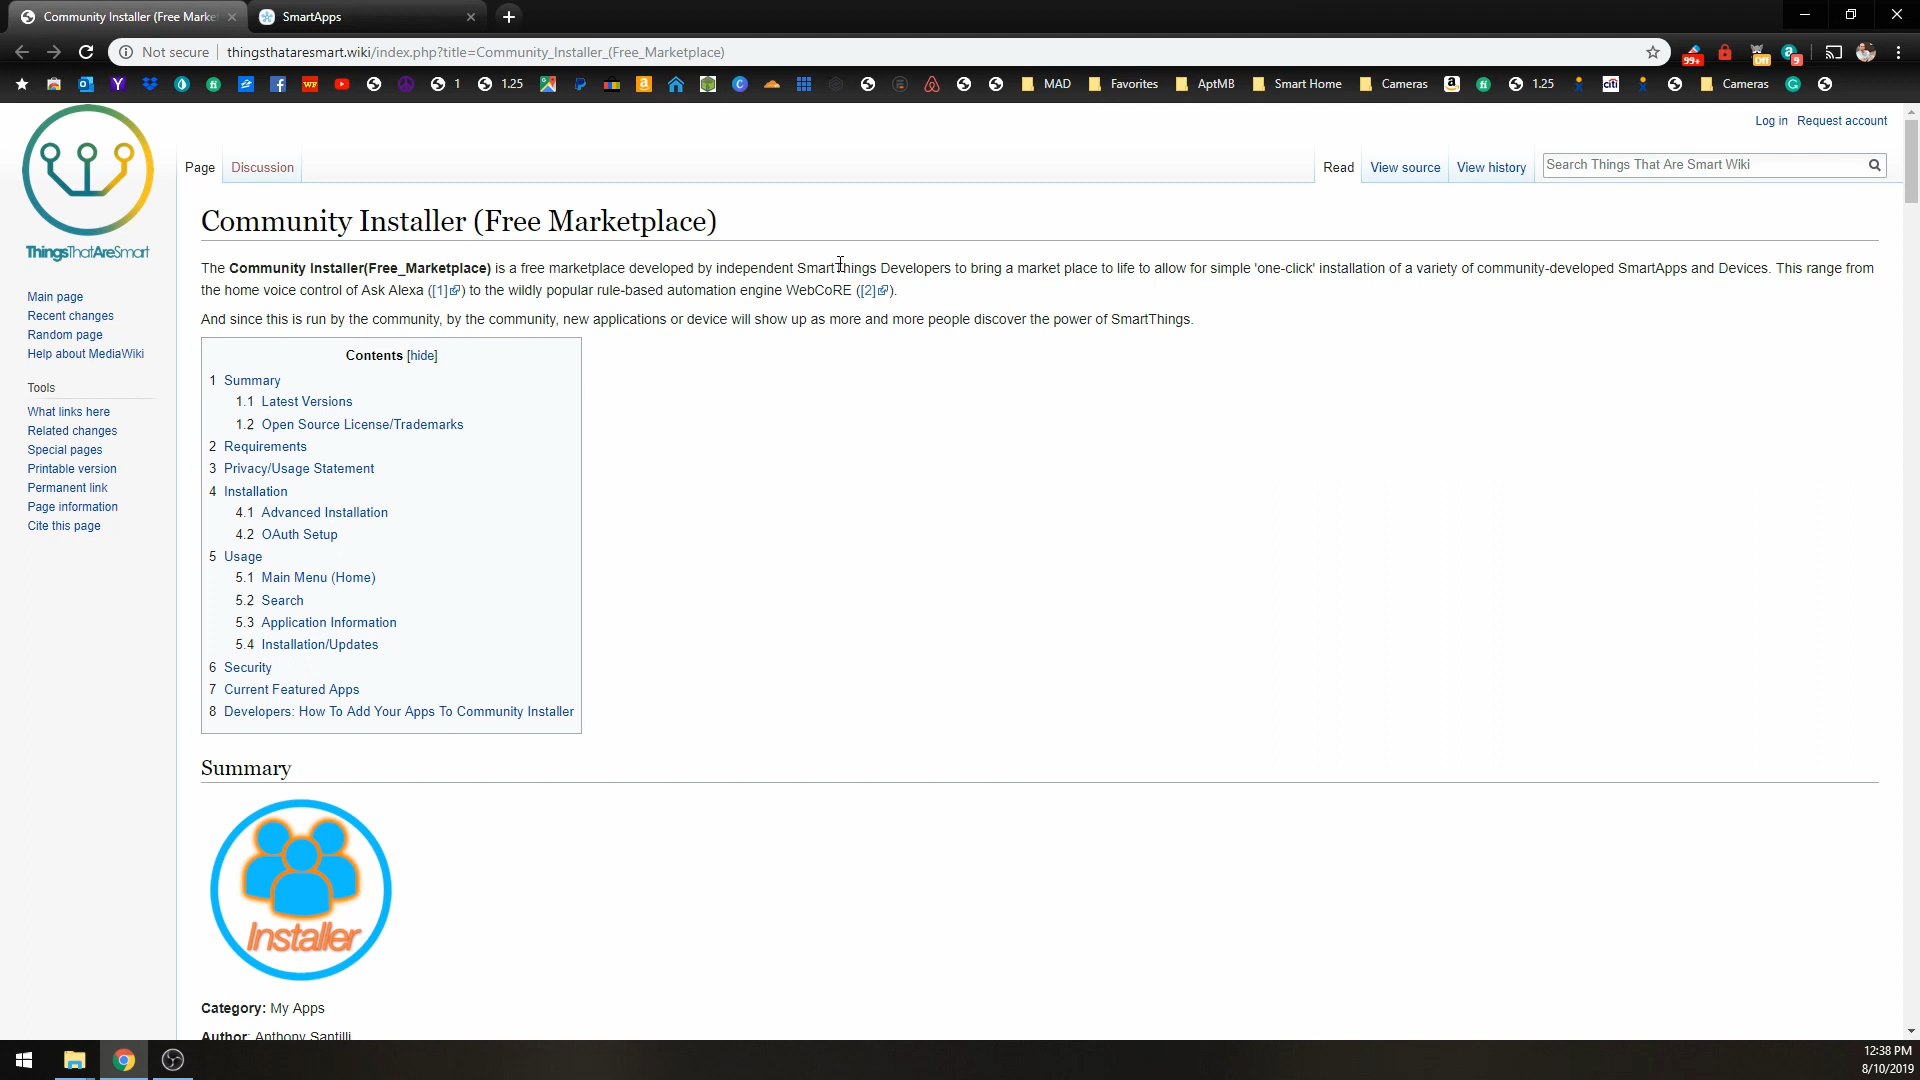 Community Installer (Free Marke
SmartApps
Not secure
thingsthataresmart.wiki/index.php?title=Community_Installer_(Free_Marketplace)
99+
Off
9
1
1.25
MAD
Favorites
AptMB
Smart Home
Cameras
1.25
citi
Cameras
Log in
Request account
ThingsThatAreSmart
Page
Discussion
Read
View source
View history
Search Things That Are Smart Wiki
Community Installer (Free Marketplace)
The Community Installer(Free_Marketplace) is a free marketplace developed by independent SmartThings Developers to bring a market place to life to allow for simple 'one-click' installation of a variety of community-developed SmartApps and Devices. This range from
the home voice control of Ask Alexa ([1]) to the wildly popular rule-based automation engine WebCoRE ([2]).
And since this is run by the community, by the community, new applications or device will show up as more and more people discover the power of SmartThings.
Main page
Recent changes
Random page
Help about MediaWiki
Tools
What links here
Related changes
Special pages
Printable version
Permanent link
Page information
Cite this page
Contents [hide]
1 Summary
1.1 Latest Versions
1.2 Open Source License/Trademarks
2 Requirements
3 Privacy/Usage Statement
4 Installation
4.1 Advanced Installation
4.2 OAuth Setup
5 Usage
5.1 Main Menu (Home)
5.2 Search
5.3 Application Information
5.4 Installation/Updates
6 Security
7 Current Featured Apps
8 Developers: How To Add Your Apps To Community Installer
Summary
Installer
Category: My Apps
Author: Anthony Santilli
12:38 PM
8/10/2019